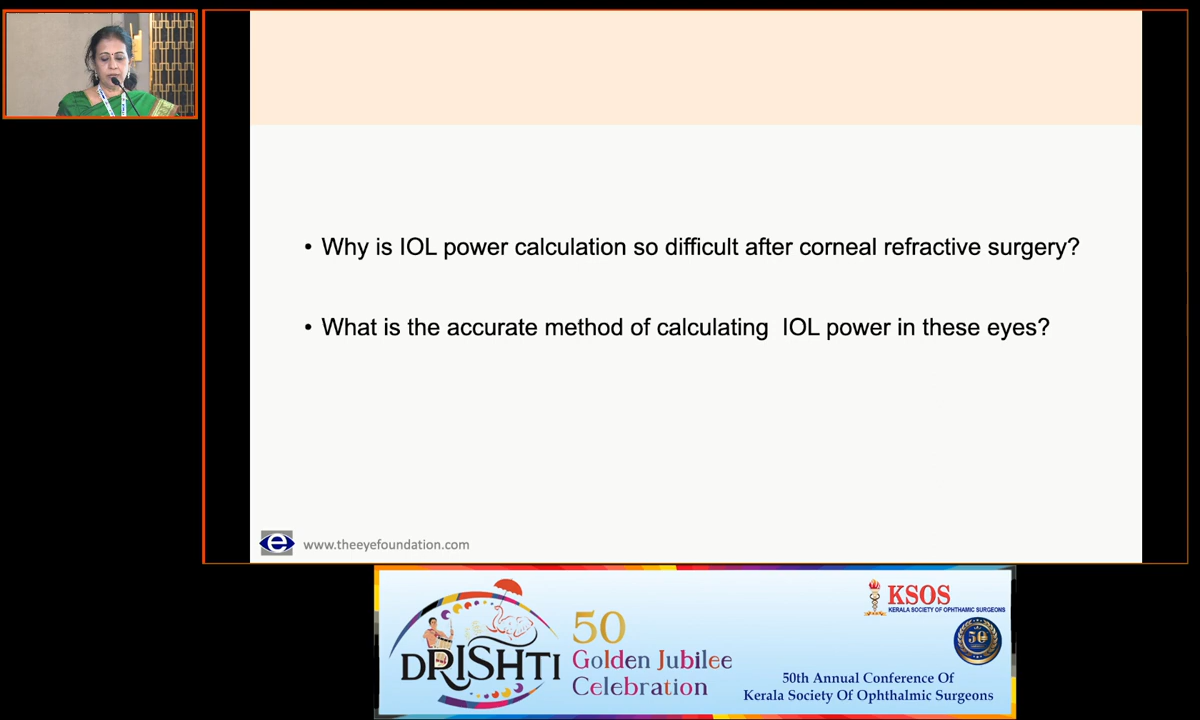 • Why is IOL power calculation so difficult after corneal refractive surgery?
• What is the accurate method of calculating  IOL power in these eyes?
e
www.theeyefoundation.com
DRISHTI
50
Golden Jubilee
Celebration
KSOS
KERALA SOCIETY OF OPHTHAMIC SURGEONS
50
50th Annual Conference Of
Kerala Society Of Ophthalmic Surgeons